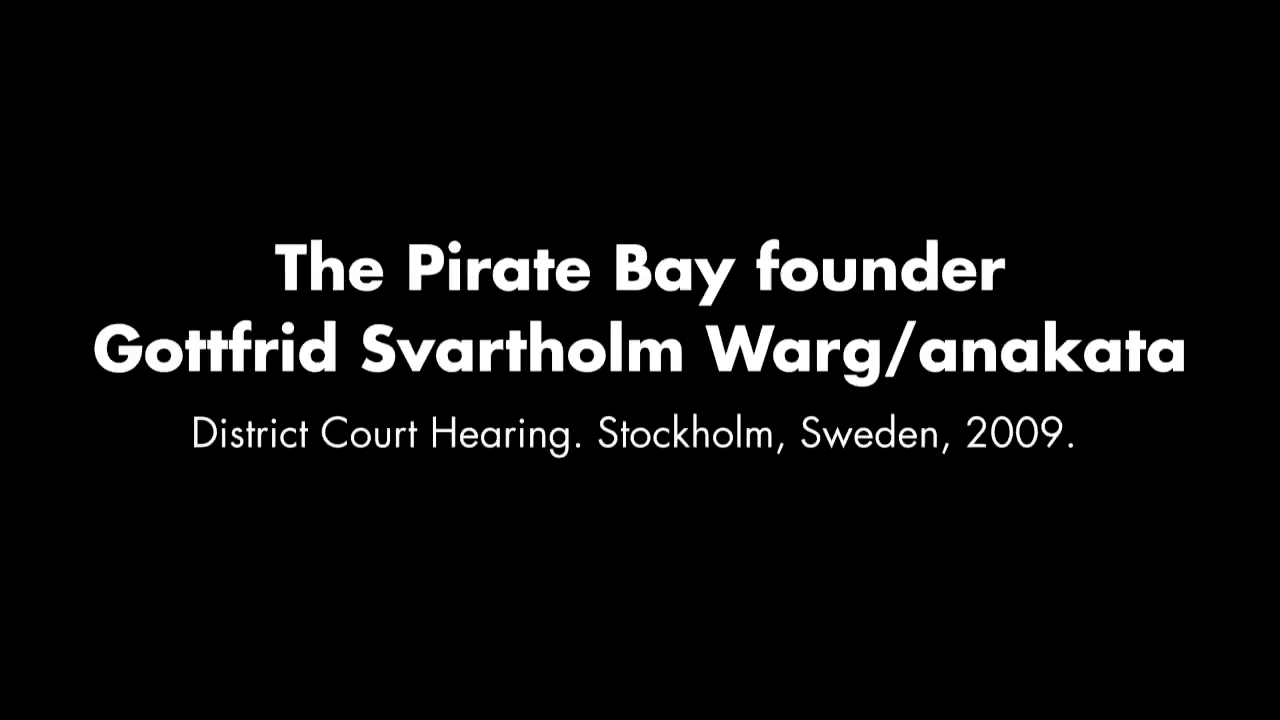 The Pirate Bay founder
Gottfrid Svartholm Warg/anakata
District Court Hearing. Stockholm, Sweden, 2009.